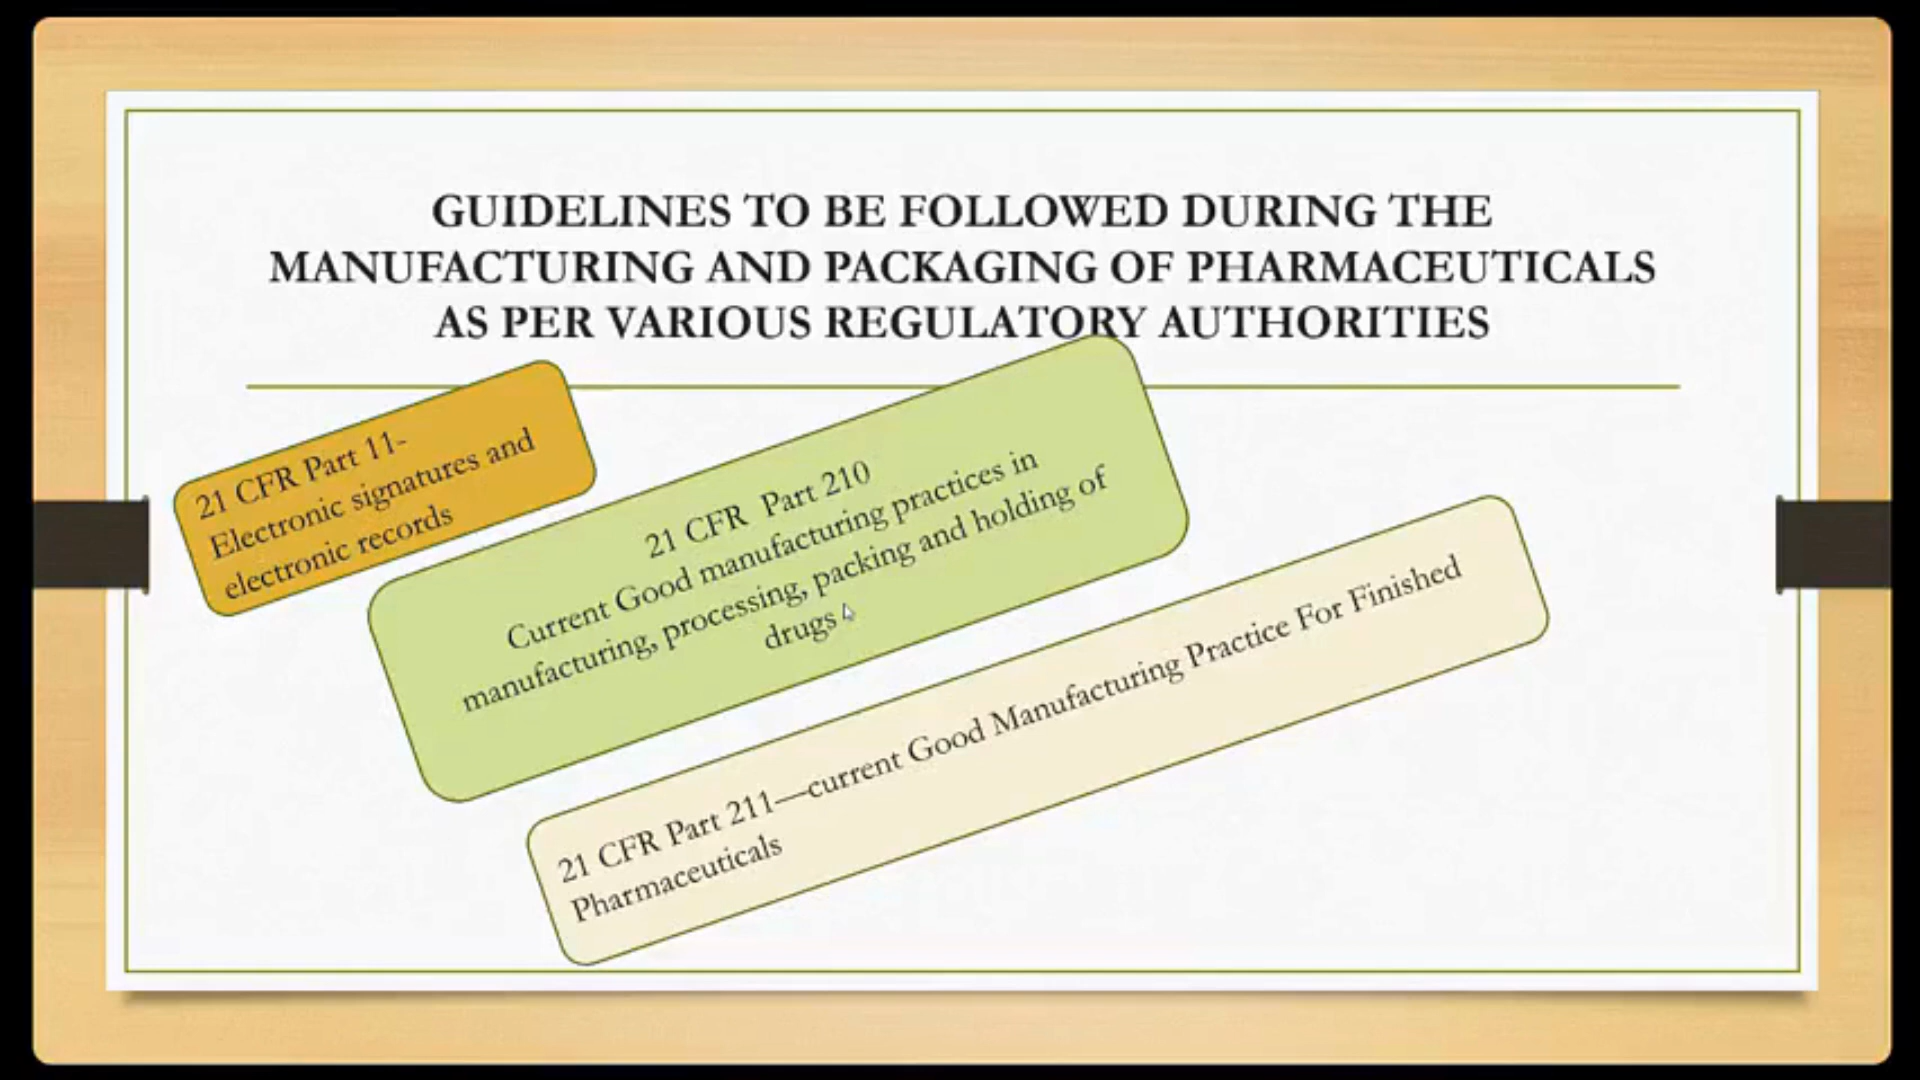 GUIDELINES TO BE FOLLOWED DURING THE
MANUFACTURING AND PACKAGING OF PHARMACEUTICALS
AS PER VARIOUS REGULATORY AUTHORITIES
21 CFR Part 11-
Electronic signatures and
electronic records
21 CFR Part 210
Current Good manufacturing practices in
manufacturing, processing, packing and holding of
drugs
21 CFR Part 211—current Good Manufacturing Practice For Finished
Pharmaceuticals